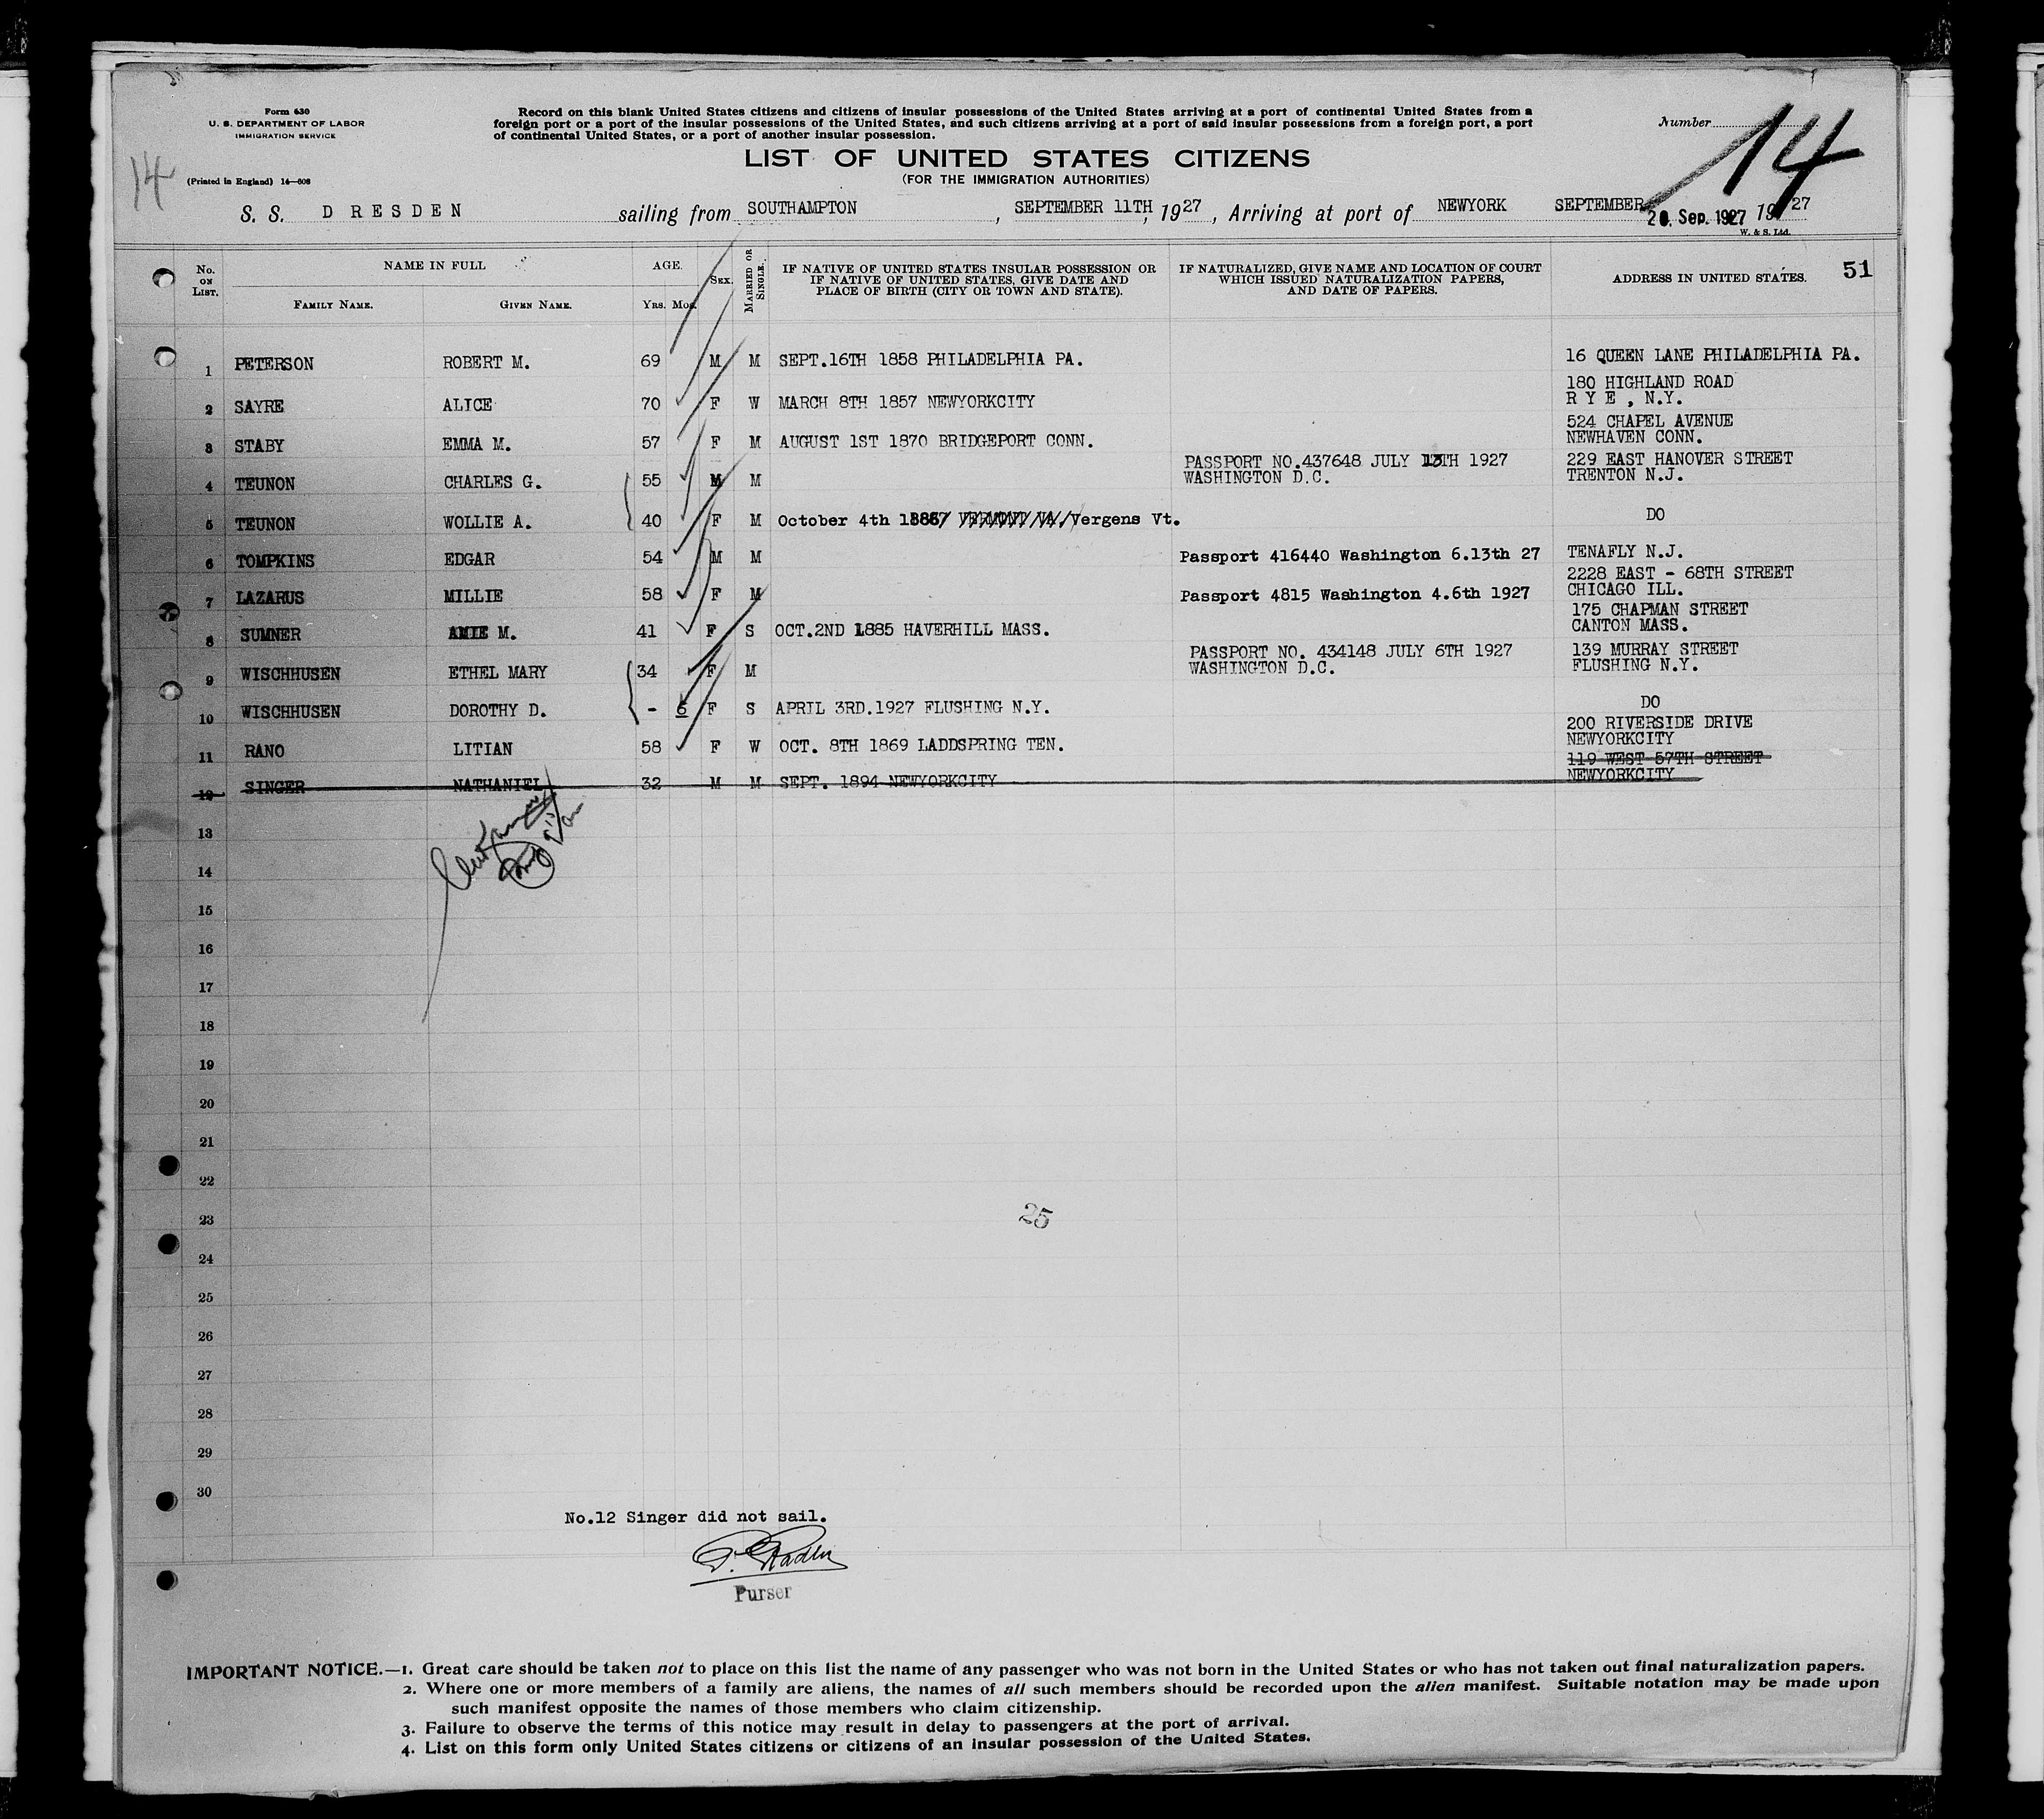 Form 630
U. S. DEPARTMENT OF LABOR
IMMIGRATION SERVICE
(Printed in England) 14—608
14
Record on this blank United States citizens and citizens of insular possessions of the United States arriving at a port of continental United States from a
foreign port or a port of the insular possessions of the United States, and such citizens arriving at a port of said insular possessions from a foreign port, a port
of continental United States, or a port of another insular possession.
Number 14
LIST OF UNITED STATES CITIZENS
(FOR THE IMMIGRATION AUTHORITIES)
S. S. DRESDEN sailing from SOUTHAMPTON, SEPTEMBER 11TH, 1927, Arriving at port of NEWYORK SEPTEMBER 20. Sep. 1927 1927
W. & S. Ltd.
No. ON LIST. NAME IN FULL AGE. SEX. MARRIED OR SINGLE. IF NATIVE OF UNITED STATES INSULAR POSSESSION OR IF NATIVE OF UNITED STATES, GIVE DATE AND PLACE OF BIRTH (CITY OR TOWN AND STATE). IF NATURALIZED, GIVE NAME AND LOCATION OF COURT WHICH ISSUED NATURALIZATION PAPERS, AND DATE OF PAPERS. ADDRESS IN UNITED STATES. 51
FAMILY NAME. GIVEN NAME. YRS. MOS.
1 PETERSON ROBERT M. 69 M M SEPT.16TH 1858 PHILADELPHIA PA. 16 QUEEN LANE PHILADELPHIA PA.
2 SAYRE ALICE 70 F W MARCH 8TH 1857 NEWYORKCITY 180 HIGHLAND ROAD
R Y E , N.Y.
3 STABY EMMA M. 57 F M AUGUST 1ST 1870 BRIDGEPORT CONN. 524 CHAPEL AVENUE
NEWHAVEN CONN.
4 TEUNON CHARLES G. 55 M M PASSPORT NO.437648 JULY 13TH 1927
WASHINGTON D.C. 229 EAST HANOVER STREET
TRENTON N.J.
5 TEUNON WOLLIE A. 40 F M October 4th 1886 Vergens Vt. DO
6 TOMPKINS EDGAR 54 M M Passport 416440 Washington 6.13th 27 TENAFLY N.J.
7 LAZARUS MILLIE 58 F M Passport 4815 Washington 4.6th 1927 2228 EAST - 68TH STREET
CHICAGO ILL.
8 SUMNER AMIE M. 41 F S OCT.2ND 1885 HAVERHILL MASS. 175 CHAPMAN STREET
CANTON MASS.
9 WISCHHUSEN ETHEL MARY 34 F M PASSPORT NO. 434148 JULY 6TH 1927
WASHINGTON D.C. 139 MURRAY STREET
FLUSHING N.Y.
10 WISCHHUSEN DOROTHY D. - 6 F S APRIL 3RD.1927 FLUSHING N.Y. DO
11 RANO LITIAN 58 F W OCT. 8TH 1869 LADDSPRING TEN. 200 RIVERSIDE DRIVE
NEWYORKCITY
12 SINGER NATHANIEL 32 M M SEPT. 1894 NEWYORKCITY 119 WEST 57TH STREET
NEWYORKCITY
13
14
15
16
17
18
19
20
21
22
23
25
24
25
26
27
28
29
30
No.12 Singer did not sail.
Purser
IMPORTANT NOTICE.—1. Great care should be taken not to place on this list the name of any passenger who was not born in the United States or who has not taken out final naturalization papers.
2. Where one or more members of a family are aliens, the names of all such members should be recorded upon the alien manifest. Suitable notation may be made upon
such manifest opposite the names of those members who claim citizenship.
3. Failure to observe the terms of this notice may result in delay to passengers at the port of arrival.
4. List on this form only United States citizens or citizens of an insular possession of the United States.